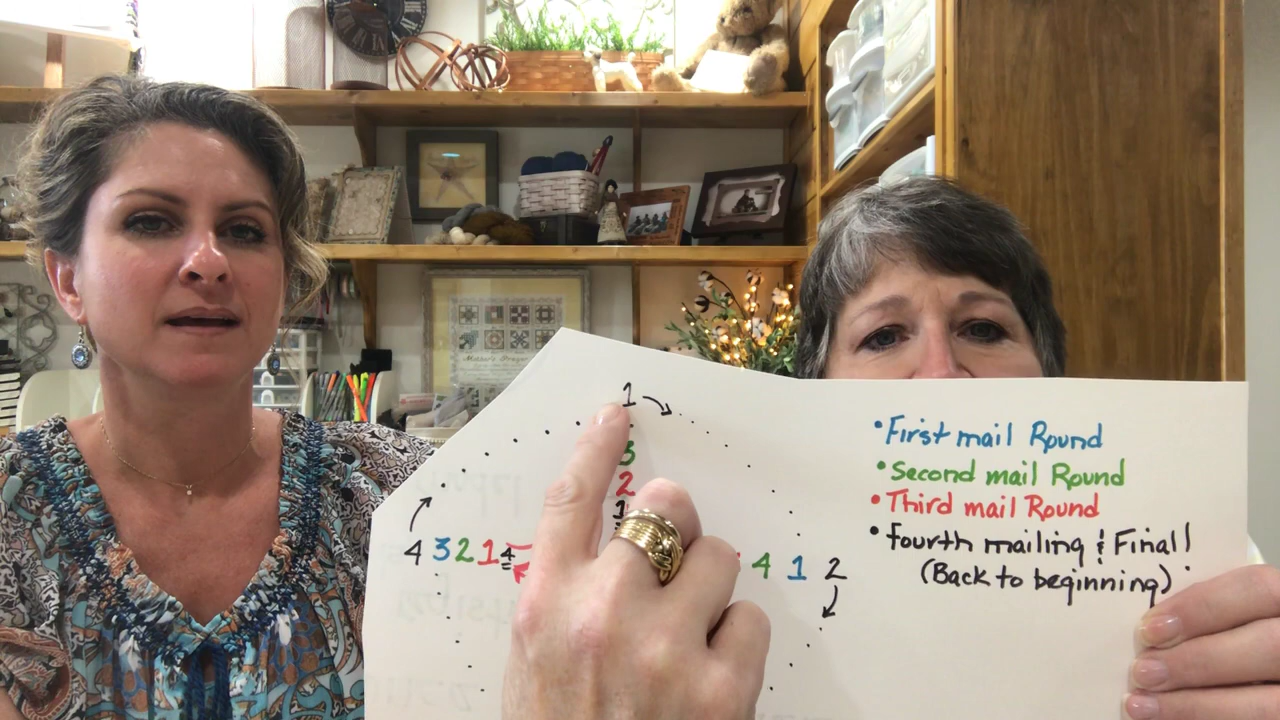 1
3
2
1
4 3 2 1 4
4 1 2
• First mail Round
• Second mail Round
• Third mail Round
• fourth mailing & Final!
(Back to beginning)